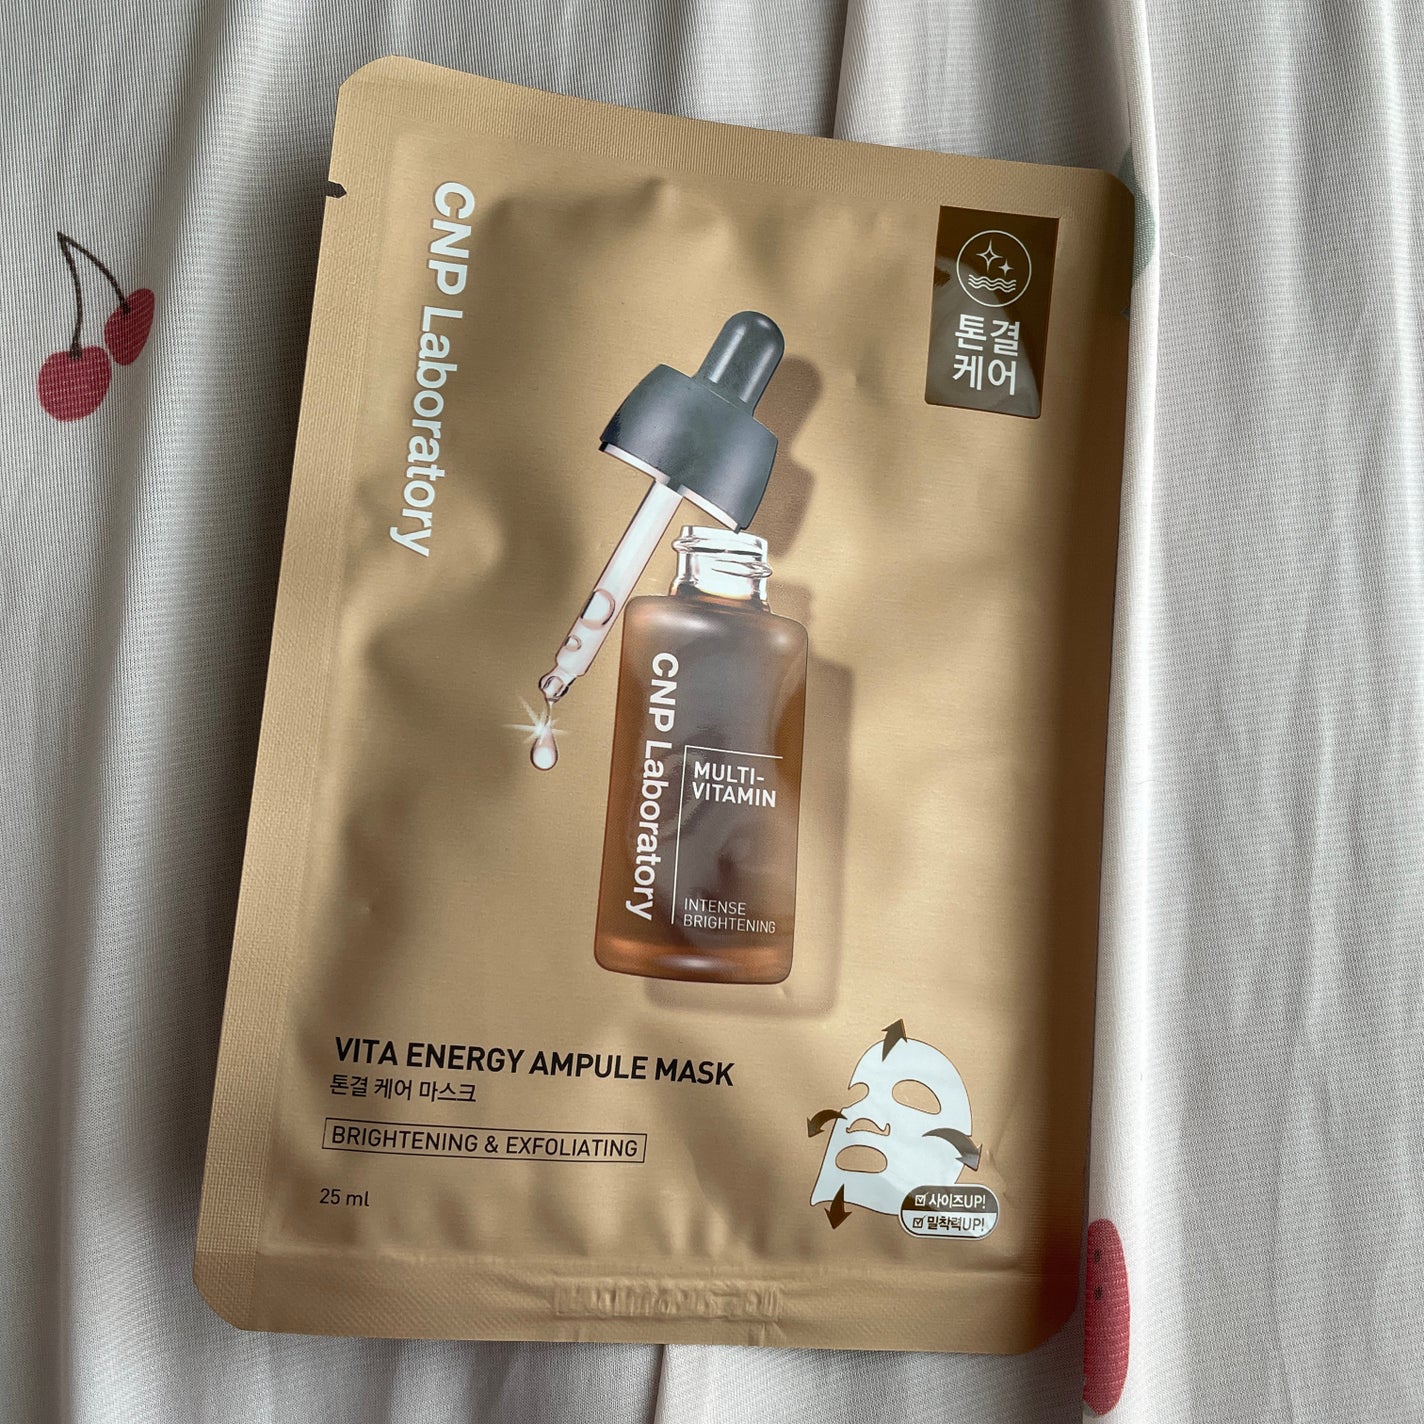 CNP Laboratory
톤결
케어
CNP Laboratory
MULTI-
VITAMIN
INTENSE
BRIGHTENING
VITA ENERGY AMPULE MASK
톤결 케어 마스크
BRIGHTENING & EXFOLIATING
25 ml
사이즈UP!
밀착력UP!